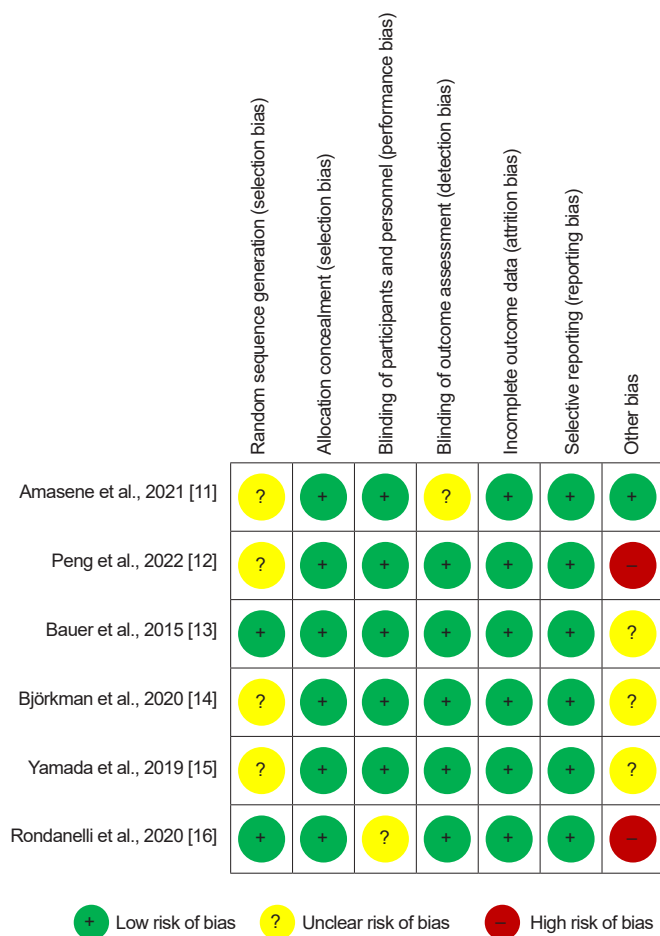 Random sequence generation (selection bias)
Allocation concealment (selection bias)
Blinding of participants and personnel (performance bias)
Blinding of outcome assessment (detection bias)
Incomplete outcome data (attrition bias)
Selective reporting (reporting bias)
Other bias
Amasene et al., 2021 [11] ? + + ? + + +
Peng et al., 2022 [12] ? + + + + + −
Bauer et al., 2015 [13] + + + + + + ?
Björkman et al., 2020 [14] ? + + + + + ?
Yamada et al., 2019 [15] ? + + + + + ?
Rondanelli et al., 2020 [16] + + ? + + + −
+ Low risk of bias ? Unclear risk of bias − High risk of bias